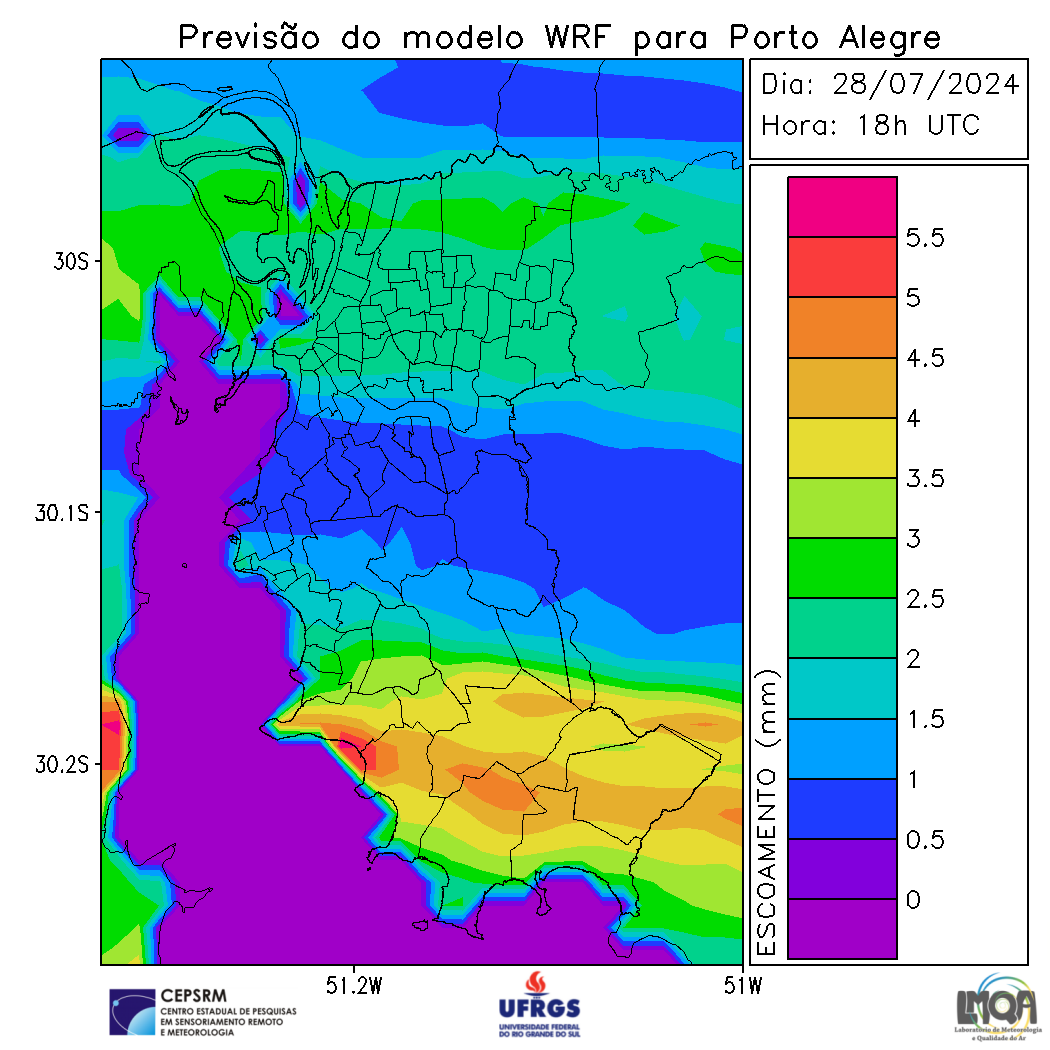 Previsão do modelo WRF para Porto Alegre
Dia: 28/07/2024
Hora: 18h UTC
5.5
5
4.5
4
3.5
3
2.5
2
1.5
1
0.5
0
ESCOAMENTO (mm)
30S
30.1S
30.2S
51.2W
51W
CEPSRM
CENTRO ESTADUAL DE PESQUISAS
EM SENSORIAMENTO REMOTO
E METEOROLOGIA
UFRGS
UNIVERSIDADE FEDERAL
DO RIO GRANDE DO SUL
LMQA
Laboratório de Meteorologia
e Qualidade do Ar